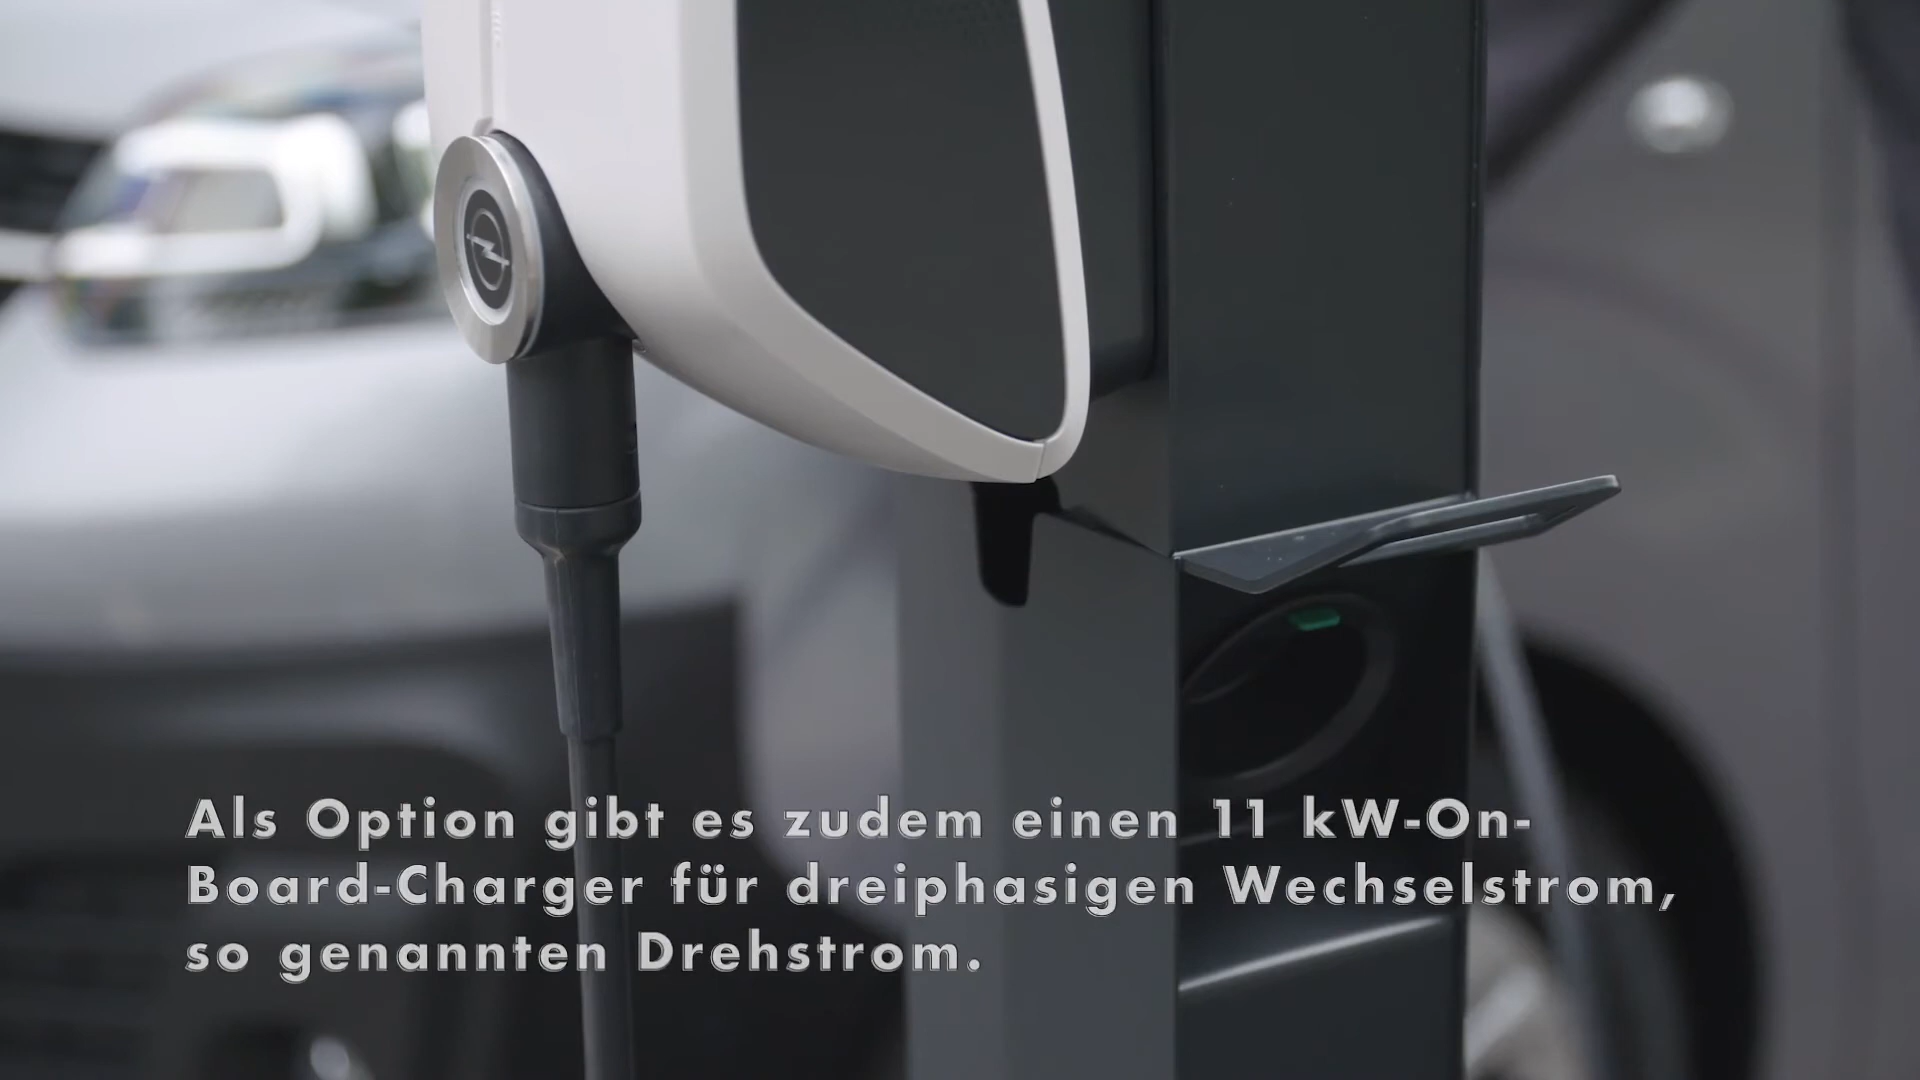 Als Option gibt es zudem einen 11 kW-On-
Board-Charger für dreiphasigen Wechselstrom,
so genannten Drehstrom.